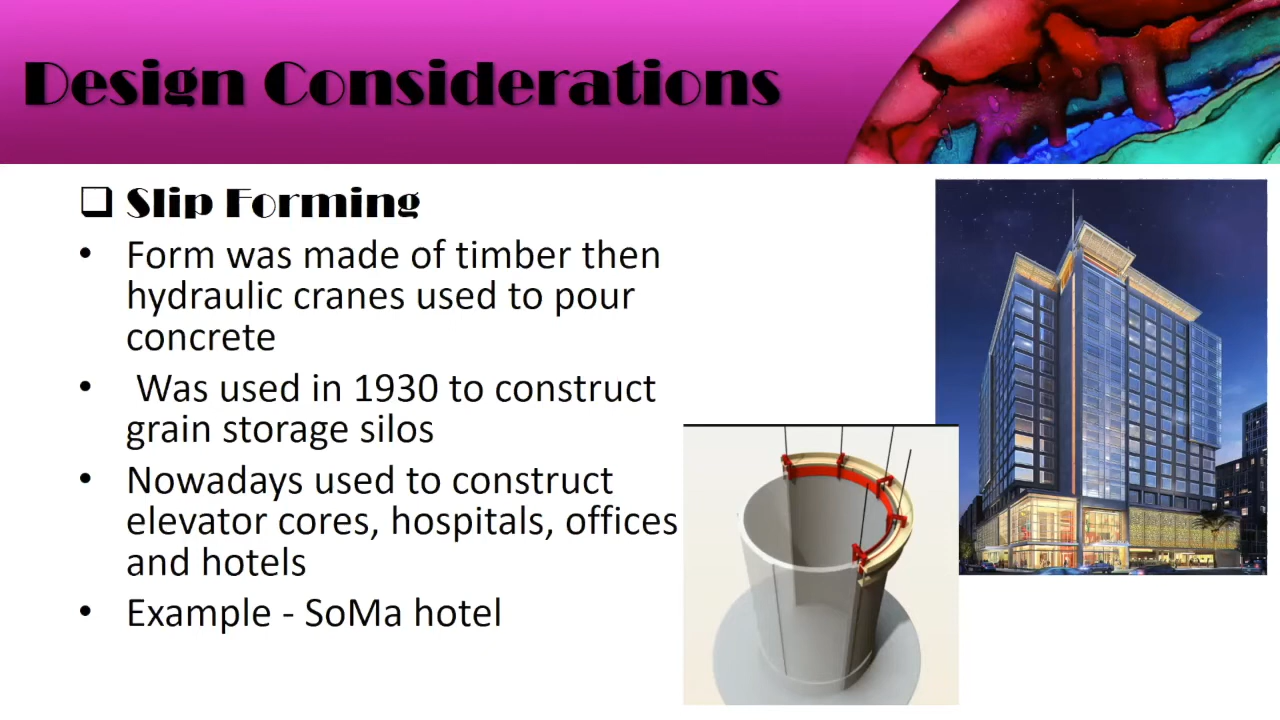 Design Considerations
❑ Slip Forming
• Form was made of timber then
hydraulic cranes used to pour
concrete
• Was used in 1930 to construct
grain storage silos
• Nowadays used to construct
elevator cores, hospitals, offices
and hotels
• Example - SoMa hotel